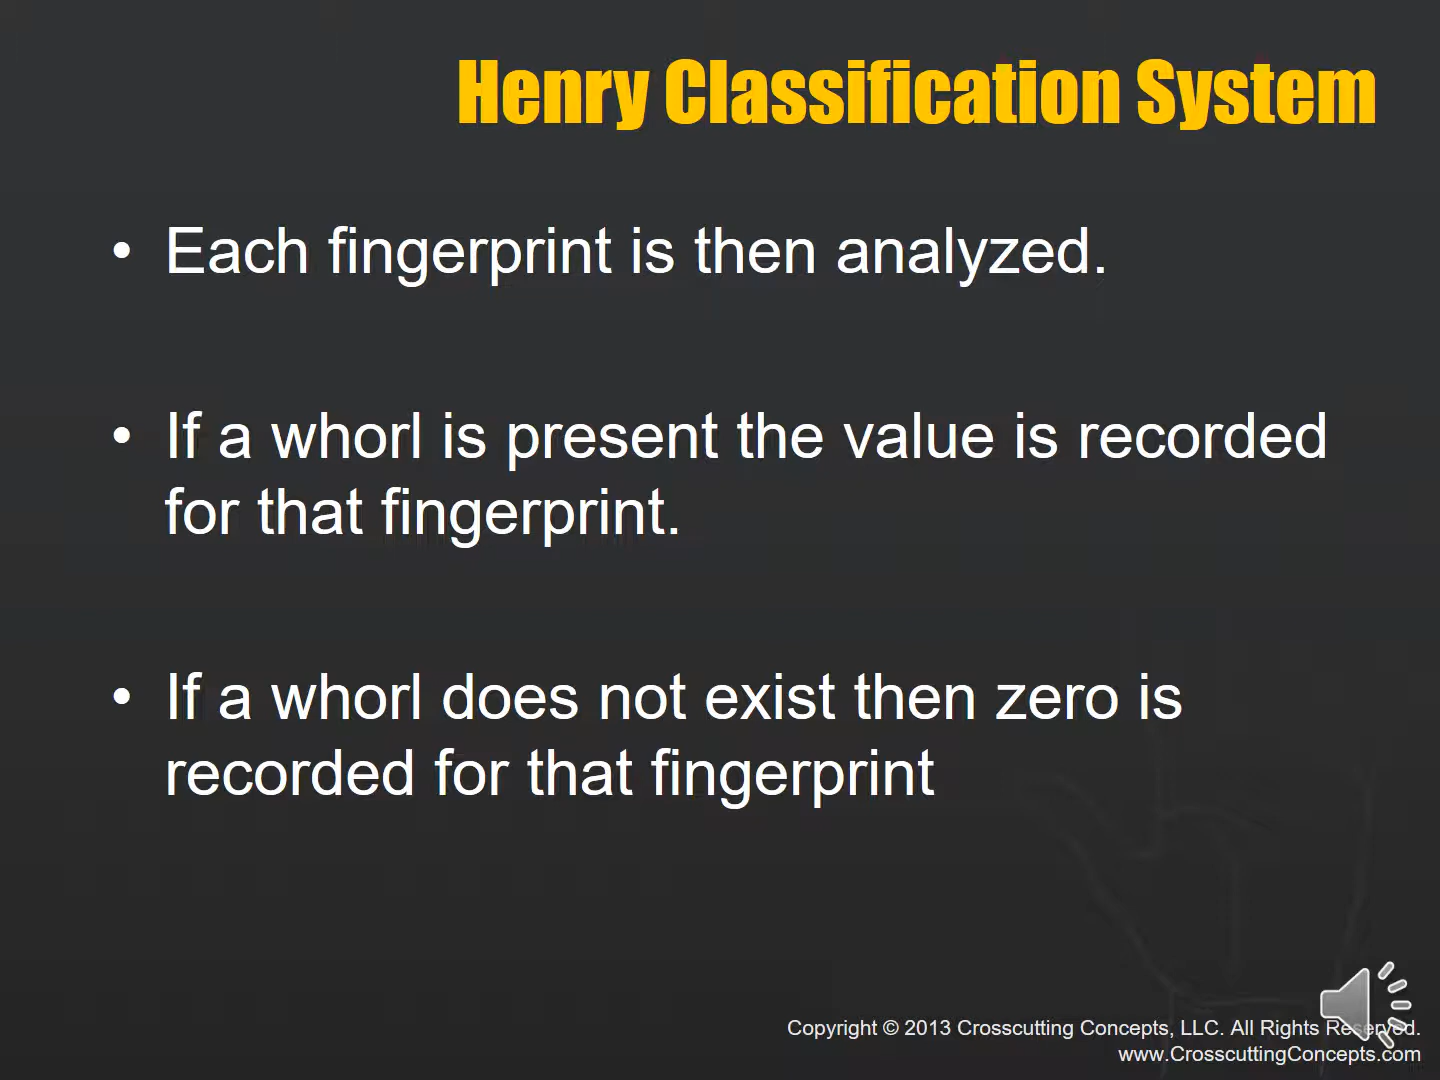 Henry Classification System
• Each fingerprint is then analyzed.
• If a whorl is present the value is recorded
for that fingerprint.
• If a whorl does not exist then zero is
recorded for that fingerprint
Copyright © 2013 Crosscutting Concepts, LLC. All Rights Reserved.
www.CrosscuttingConcepts.com